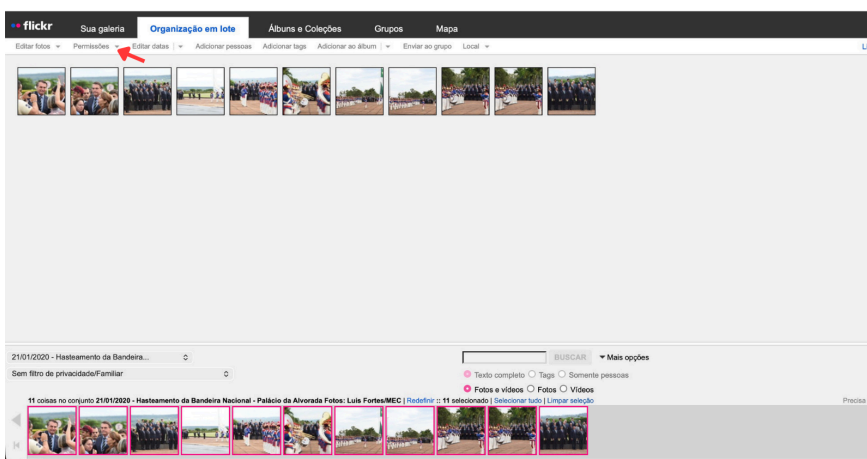 flickr Sua galeria Organização em lote Álbuns e Coleções Grupos Mapa
Editar fotos Permissões Editar datas | Adicionar pessoas Adicionar tags Adicionar ao álbum | Enviar ao grupo Local
21/01/2020 - Hasteamento da Bandeira...
BUSCAR Mais opções
Sem filtro de privacidade/Familiar
Texto completo Tags Somente pessoas
Fotos e vídeos Fotos Vídeos
11 coisas no conjunto 21/01/2020 - Hasteamento da Bandeira Nacional - Palácio da Alvorada Fotos: Luis Fortes/MEC | Redefinir :: 11 selecionado | Selecionar tudo | Limpar seleção Precisa